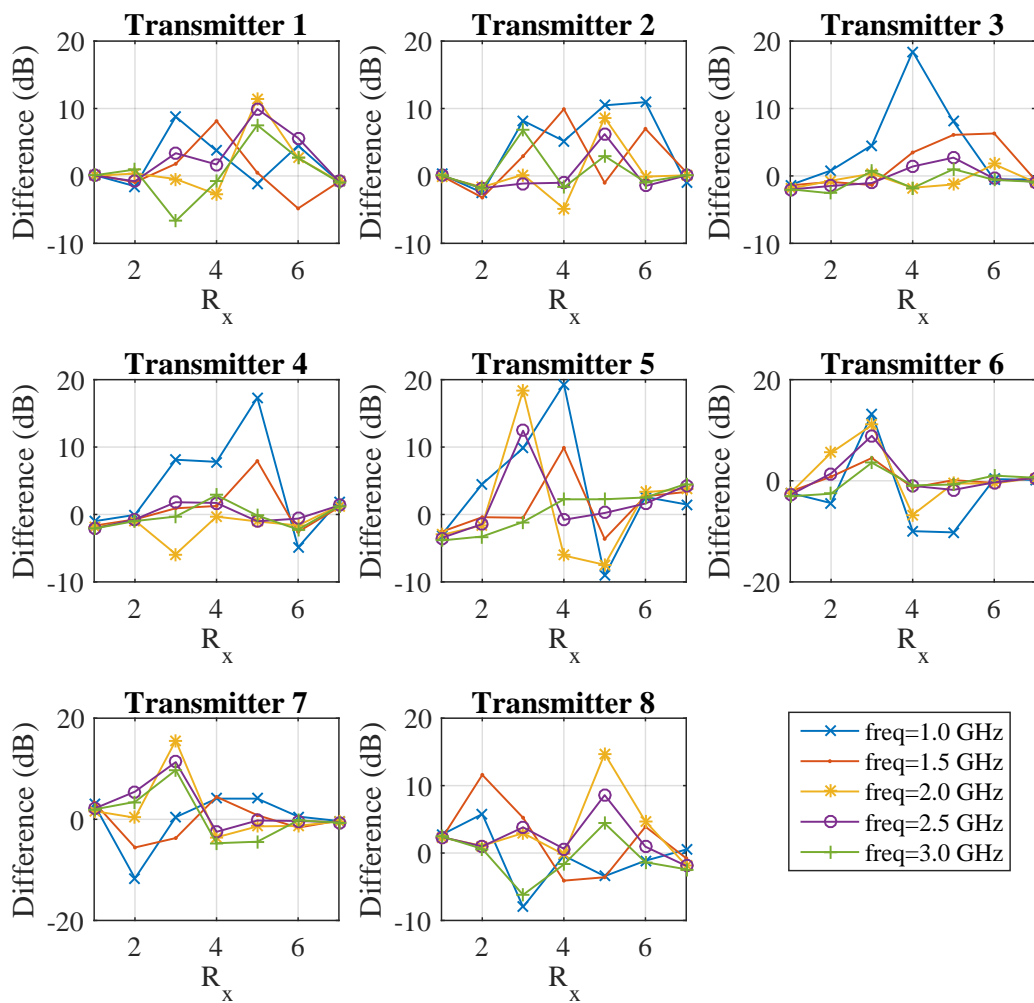 Transmitter 1
20
10
0
-10
Difference (dB)
2 4 6
R_x
Transmitter 2
20
10
0
-10
Difference (dB)
2 4 6
R_x
Transmitter 3
20
10
0
-10
Difference (dB)
2 4 6
R_x
Transmitter 4
20
10
0
-10
Difference (dB)
2 4 6
R_x
Transmitter 5
20
10
0
-10
Difference (dB)
2 4 6
R_x
Transmitter 6
20
0
-20
Difference (dB)
2 4 6
R_x
Transmitter 7
20
0
-20
Difference (dB)
2 4 6
R_x
Transmitter 8
20
10
0
-10
Difference (dB)
2 4 6
R_x
freq=1.0 GHz
freq=1.5 GHz
freq=2.0 GHz
freq=2.5 GHz
freq=3.0 GHz